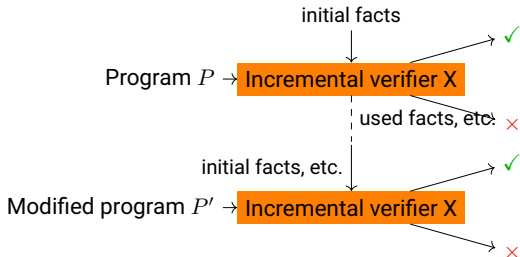 initial facts
✓
Program P
Incremental verifier X
used facts, etc.
×
initial facts, etc.
✓
Modified program P′
Incremental verifier X
×